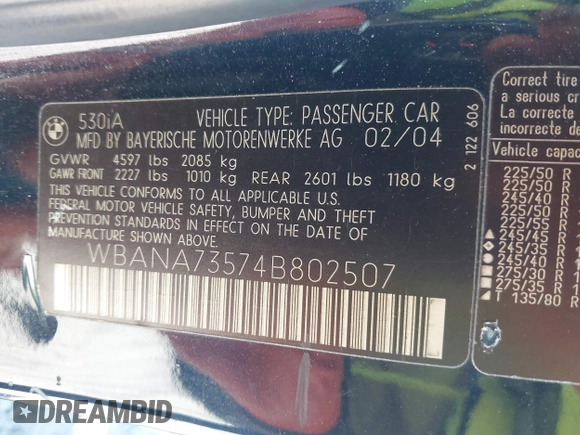 530iA VEHICLE TYPE: PASSENGER CAR
MFD BY BAYERISCHE MOTORENWERKE AG 02/04
GVWR 4597 lbs 2085 kg
GAWR FRONT 2227 lbs 1010 kg REAR 2601 lbs 1180 kg
THIS VEHICLE CONFORMS TO ALL APPLICABLE U.S.
FEDERAL MOTOR VEHICLE SAFETY, BUMPER AND THEFT
PREVENTION STANDARDS IN EFFECT ON THE DATE OF
MANUFACTURE SHOWN ABOVE.
WBANA73574B802507
2 122 606
Correct tire
a serious cr
La correcte
la correcte
Vehicle capac
225/50 R
225/50 R
245/40 R
225/50 R
225/55 R
245/45 R
245/35 R
245/40 R
275/30 R
275/35 R
T 135/80 R
DREAMBID